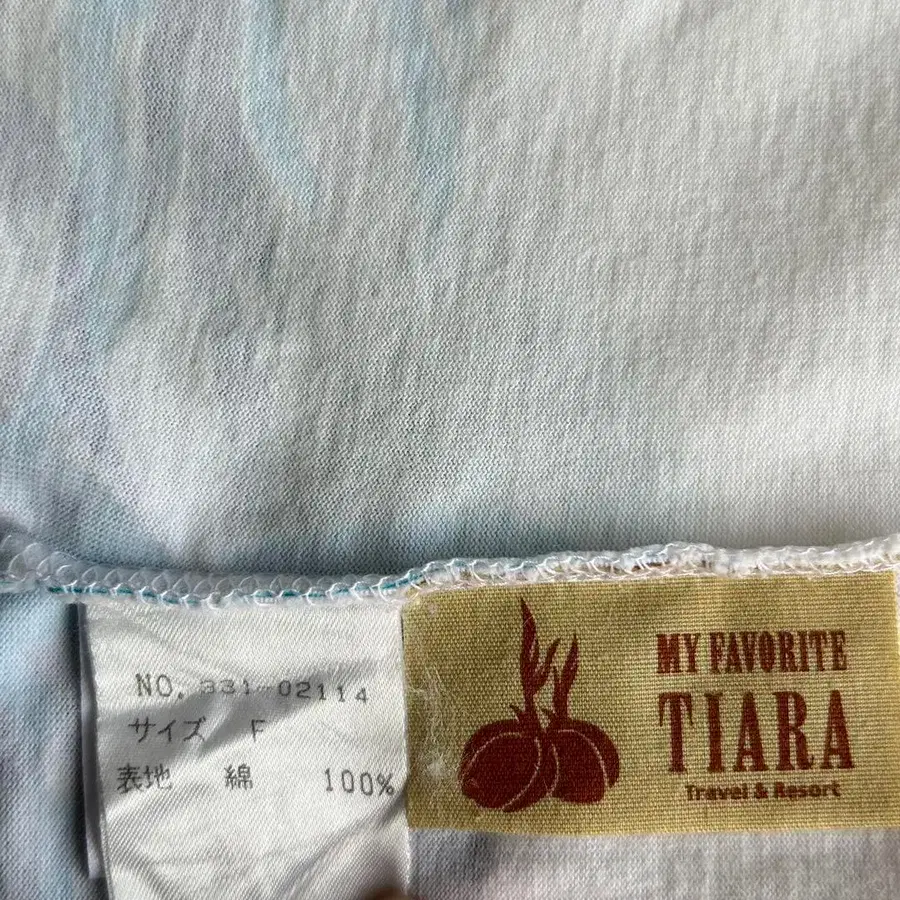 NO. 331-02114
サイズ F
表地 綿 100%
MY FAVORITE
TIARA
Travel & Resort